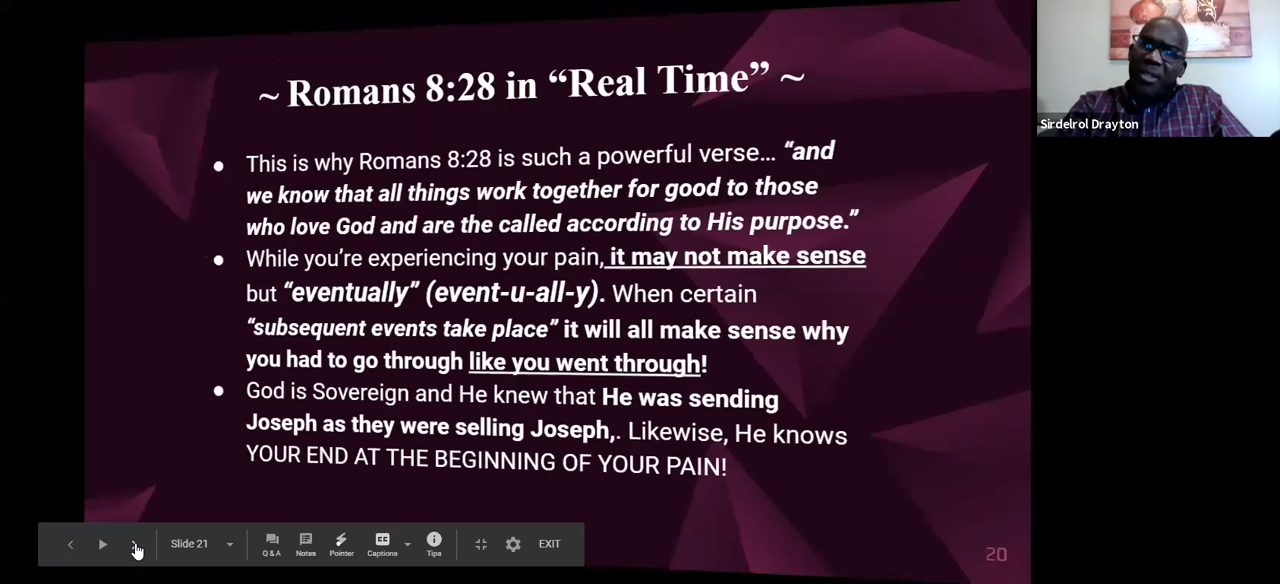 ~ Romans 8:28 in “Real Time” ~
Sirdelrol Drayton
● This is why Romans 8:28 is such a powerful verse... “and
we know that all things work together for good to those
who love God and are the called according to His purpose.”
● While you’re experiencing your pain, it may not make sense
but “eventually” (event-u-all-y). When certain
“subsequent events take place” it will all make sense why
you had to go through like you went through!
● God is Sovereign and He knew that He was sending
Joseph as they were selling Joseph,. Likewise, He knows
YOUR END AT THE BEGINNING OF YOUR PAIN!
Slide 21
Q&A
Notes
Pointer
CC
Captions
Tips
EXIT
20